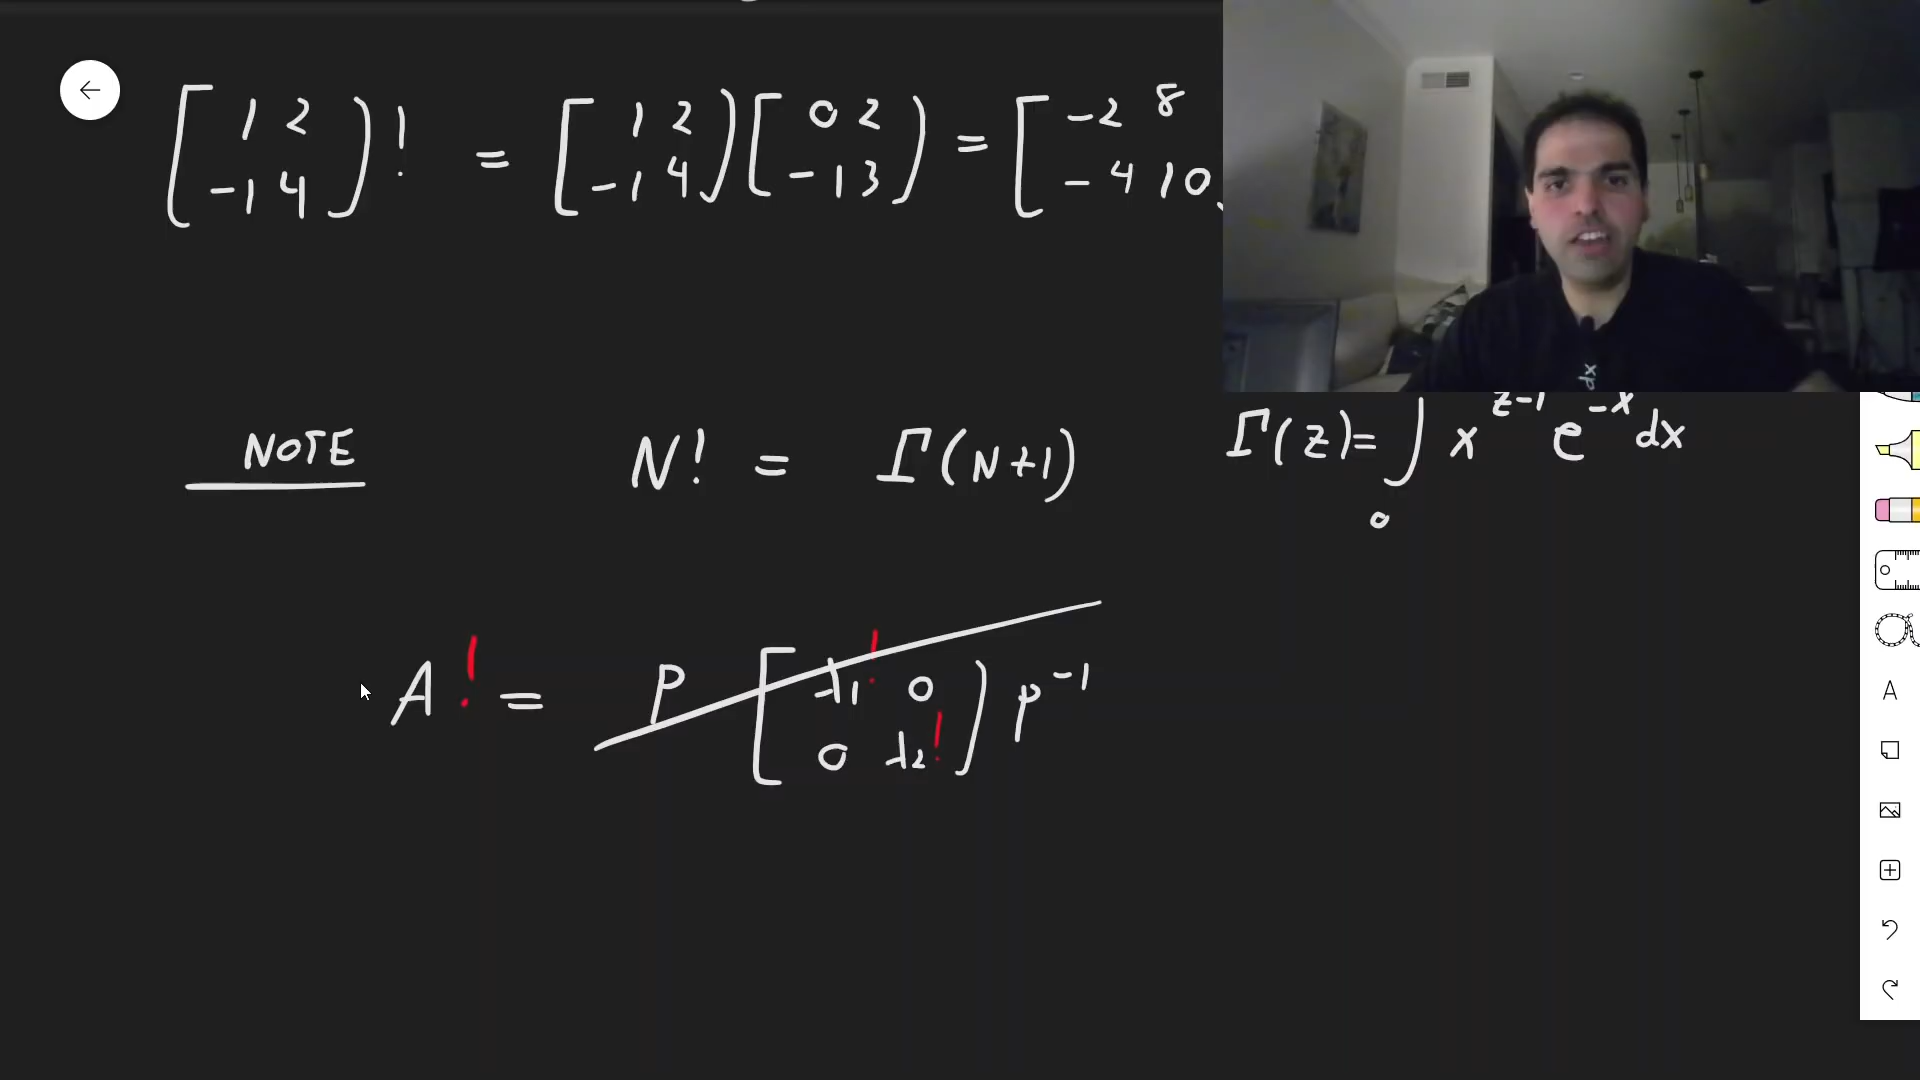 [1 2 -1 4]! = [1 2 -1 4][0 2 -1 3] = [-2 8 -4 10]
NOTE N! = Γ(N+1) Γ(z)= ∫₀ x^(z-1) e^(-x) dx
A! = P [λ₁! 0 0 λ₂!] P⁻¹
dx
A